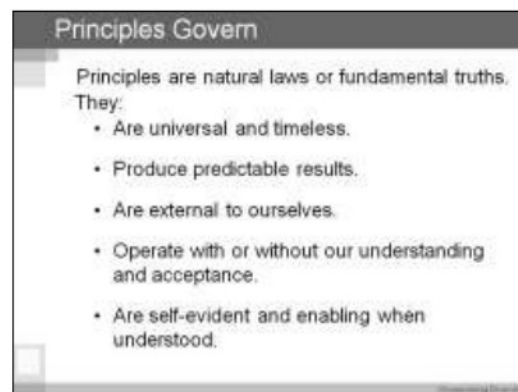 Principles Govern
Principles are natural laws or fundamental truths.
They:
• Are universal and timeless.
• Produce predictable results.
• Are external to ourselves.
• Operate with or without our understanding
and acceptance.
• Are self-evident and enabling when
understood.